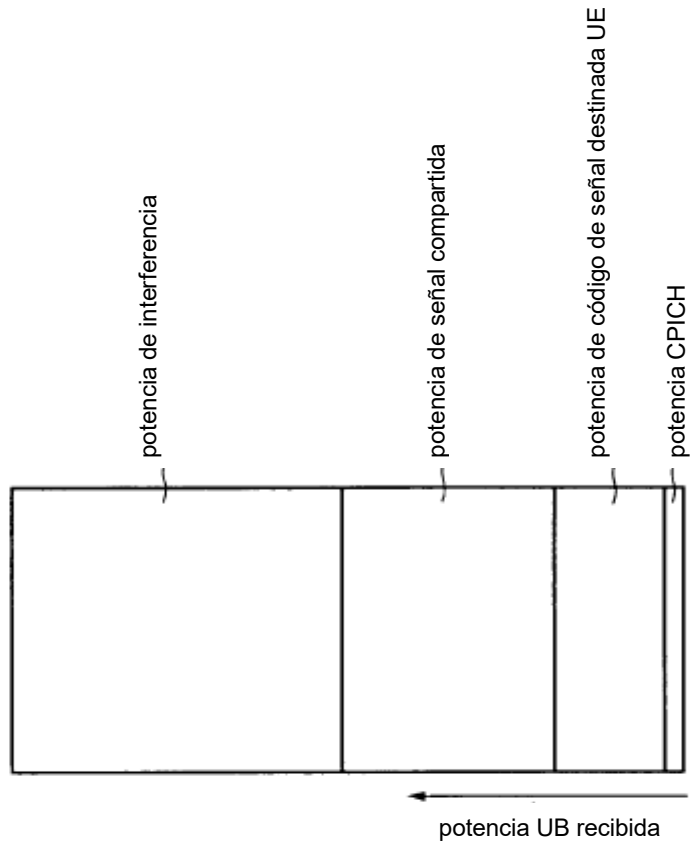 potencia de interferencia
potencia de señal compartida
potencia de código de señal destinada UE
potencia CPICH
potencia UB recibida